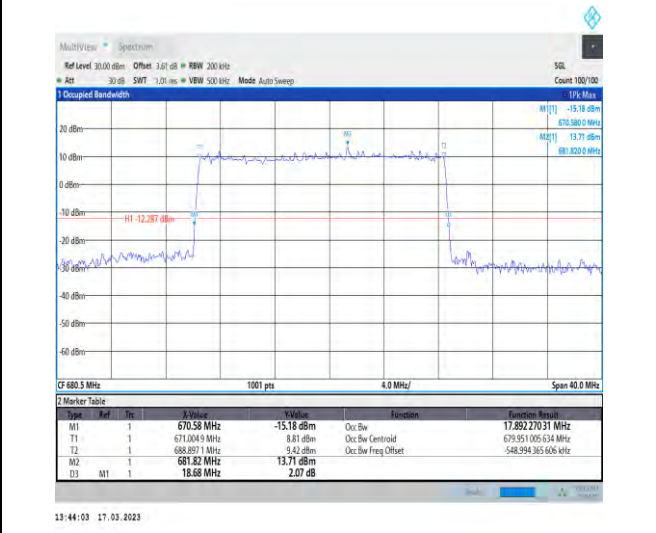 MultiView Spectrum
Ref Level 30.00 dBm Offset 3.61 dB RBW 200 kHz SGL
Att 30 dB SWT 1.01 ms VBW 500 kHz Mode Auto Sweep Count 100/100
1 Occupied Bandwidth 1Pk Max
M1[1] -15.18 dBm
670.580 0 MHz
M2[1] 13.71 dBm
681.820 0 MHz
20 dBm
M2
T1
T2
10 dBm
0 dBm
-10 dBm
H1 -12.287 dBm
-20 dBm
-30 dBm
-40 dBm
-50 dBm
-60 dBm
CF 680.5 MHz 1001 pts 4.0 MHz/ Span 40.0 MHz
2 Marker Table
Type Ref Trc X-Value Y-Value Function Function Result
M1 1 670.58 MHz -15.18 dBm Occ Bw 17.892 270 31 MHz
T1 1 671.004 9 MHz 8.81 dBm Occ Bw Centroid 679.951 005 634 MHz
T2 1 688.897 1 MHz 9.42 dBm Occ Bw Freq Offset -548.994 365 606 kHz
M2 1 681.82 MHz 13.71 dBm
D3 M1 1 18.68 MHz 2.07 dB
13:44:03 17.03.2023